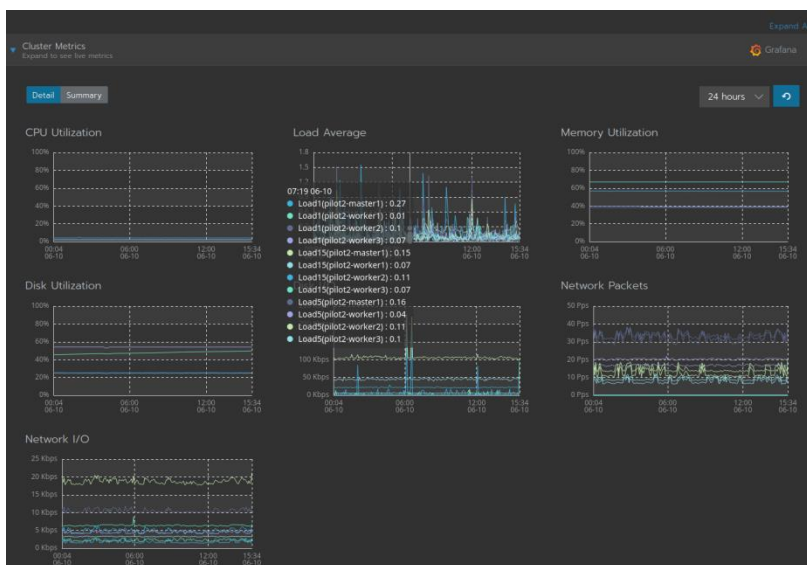 Expand A
Cluster Metrics
Expand to see live metrics
Grafana
Detail Summary
24 hours
CPU Utilization
100%
80%
60%
40%
20%
0%
00:04 06:00 12:00 15:34
06-10 06-10 06-10 06-10
Load Average
1.8
1.5
12:00 15:34
06-10 06-10
07:19 06-10
Load1(pilot2-master1) : 0.27
Load1(pilot2-worker1) : 0.01
Load1(pilot2-worker2) : 0.1
Load1(pilot2-worker3) : 0.07
Load15(pilot2-master1) : 0.15
Load15(pilot2-worker1) : 0.07
Load15(pilot2-worker2) : 0.11
Load15(pilot2-worker3) : 0.07
Load5(pilot2-master1) : 0.16
Load5(pilot2-worker1) : 0.04
Load5(pilot2-worker2) : 0.11
Load5(pilot2-worker3) : 0.1
Memory Utilization
100%
80%
60%
40%
20%
0%
00:04 06:00 12:00 15:34
06-10 06-10 06-10 06-10
Disk Utilization
100%
80%
60%
40%
20%
0%
00:04 06:00 12:00 15:34
06-10 06-10 06-10 06-10
100 Kbps
50 Kbps
0 Kbps
00:04 06:00 12:00 15:34
06-10 06-10 06-10 06-10
Network Packets
50 Pps
40 Pps
30 Pps
20 Pps
10 Pps
0 Pps
00:04 06:00 12:00 15:34
06-10 06-10 06-10 06-10
Network I/O
25 Kbps
20 Kbps
15 Kbps
10 Kbps
5 Kbps
0 Kbps
00:04 06:00 12:00 15:34
06-10 06-10 06-10 06-10